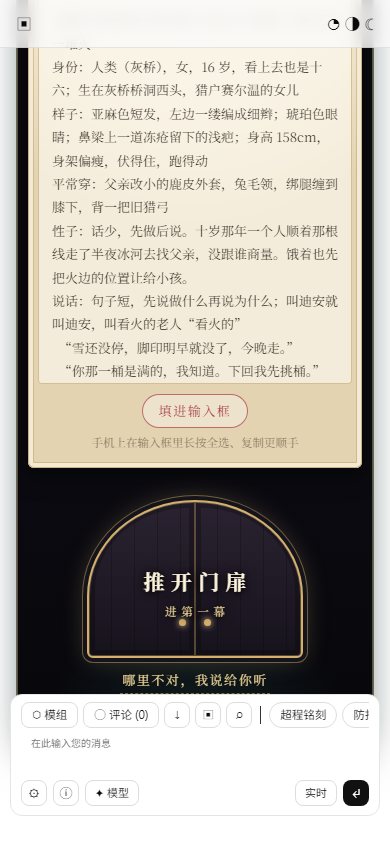 身份：人类（灰桥），女，16 岁，看上去也是十
六；生在灰桥桥洞西头，猎户赛尔温的女儿
样子：亚麻色短发，左边一缕编成细辫；琥珀色眼
睛；鼻梁上一道冻疮留下的浅疤；身高 158cm，
身架偏瘦，伏得住，跑得动
平常穿：父亲改小的鹿皮外套，兔毛领，绑腿缠到
膝下，背一把旧猎弓
性子：话少，先做后说。十岁那年一个人顺着那根
线走了半夜冰河去找父亲，没跟谁商量。饿着也先
把火边的位置让给小孩。
说话：句子短，先说做什么再说为什么；叫迪安就
叫迪安，叫看火的老人“看火的”
“雪还没停，脚印明早就没了，今晚走。”
“你那一桶是满的，我知道。下回我先挑桶。”
填进输入框
手机上在输入框里长按全选、复制更顺手
推开门扉
进第一幕
哪里不对，我说给你听
模组
评论 (0)
超程铭刻
在此输入您的消息
模型
实时